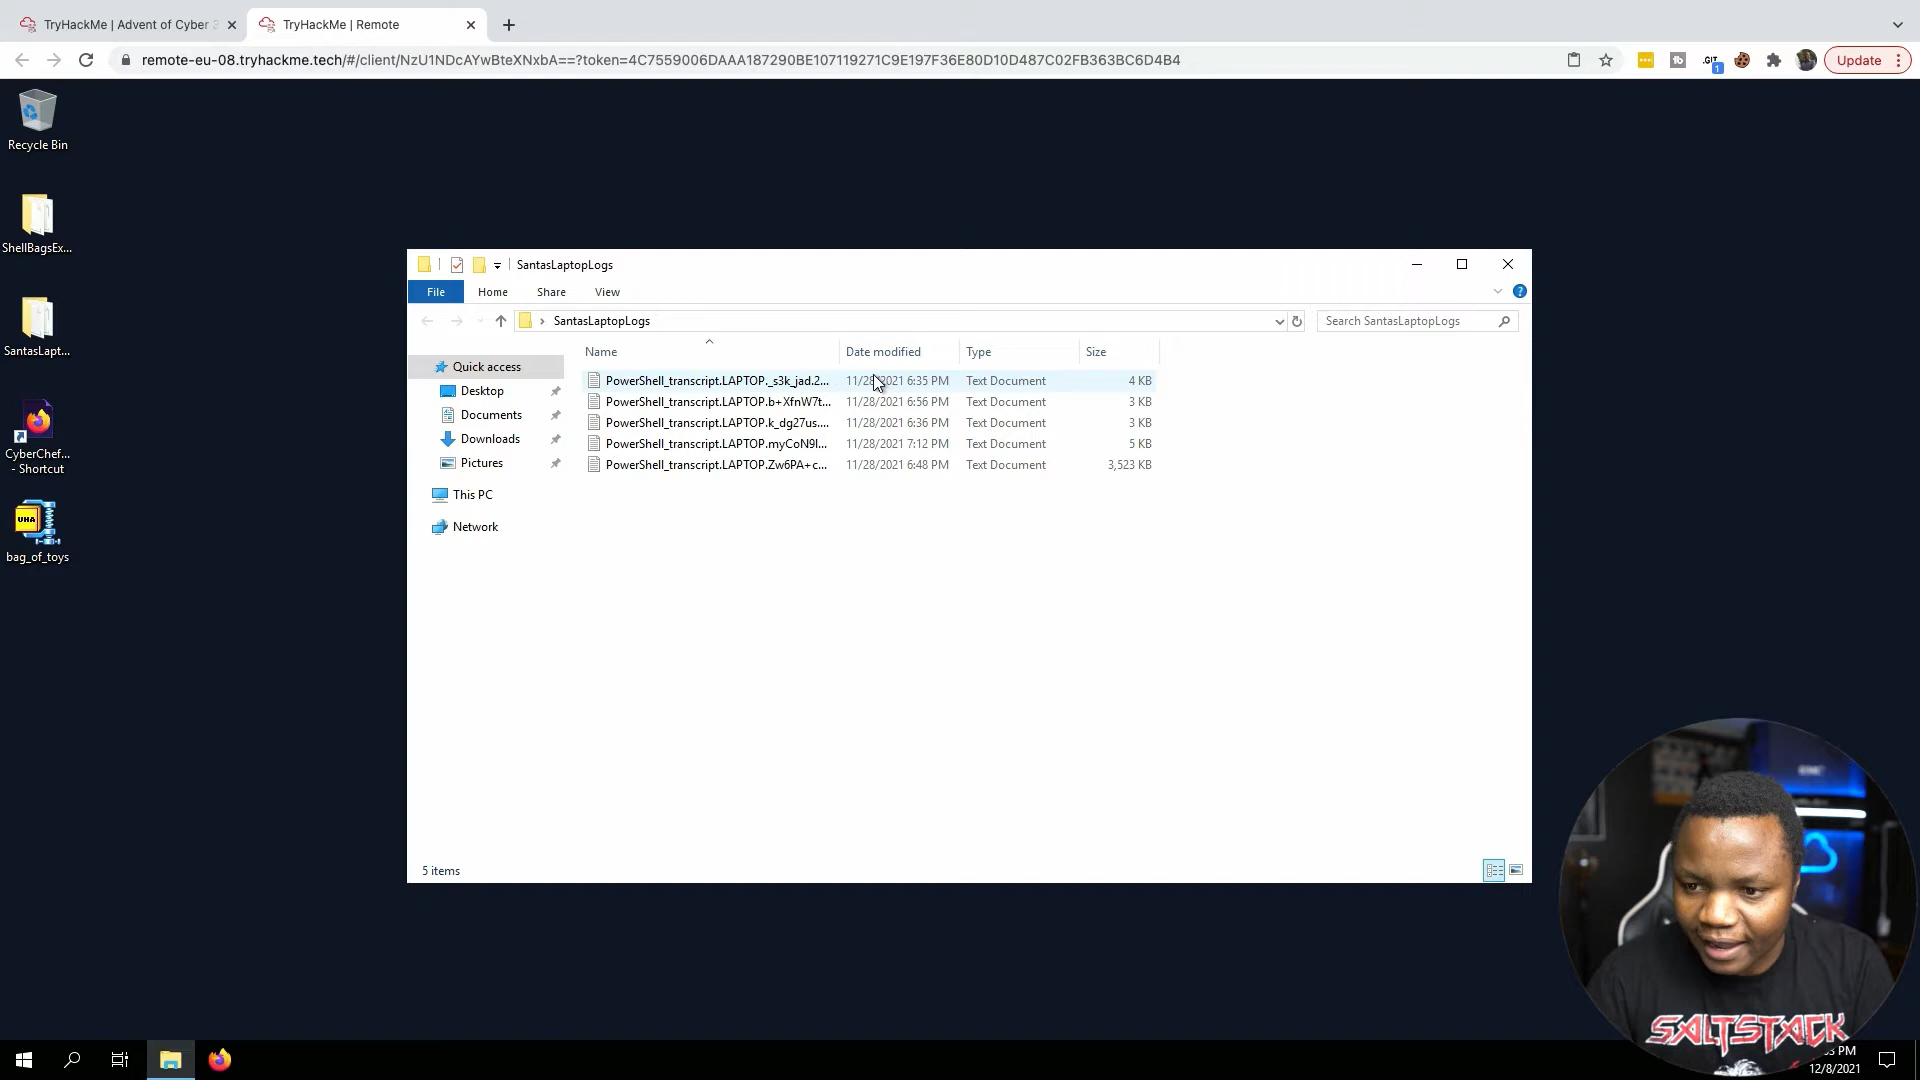 TryHackMe | Advent of Cyber 3
TryHackMe | Remote
remote-eu-08.tryhackme.tech/#/client/NzU1NDcAYwBteXNxbA==?token=4C7559006DAAA187290BE107119271C9E197F36E80D10D487C02FB363BC6D4B4
.GIT
1
Update
Recycle Bin
ShellBagsEx...
SantasLapt...
CyberChef...
- Shortcut
UHA
bag_of_toys
SantasLaptopLogs
File
Home
Share
View
SantasLaptopLogs
Search SantasLaptopLogs
Name
Date modified
Type
Size
Quick access
Desktop
Documents
Downloads
Pictures
This PC
Network
PowerShell_transcript.LAPTOP._s3k_jad.2... 11/28/2021 6:35 PM Text Document 4 KB
PowerShell_transcript.LAPTOP.b+XfnW7t... 11/28/2021 6:56 PM Text Document 3 KB
PowerShell_transcript.LAPTOP.k_dg27us.... 11/28/2021 6:36 PM Text Document 3 KB
PowerShell_transcript.LAPTOP.myCoN9l... 11/28/2021 7:12 PM Text Document 5 KB
PowerShell_transcript.LAPTOP.Zw6PA+c... 11/28/2021 6:48 PM Text Document 3,523 KB
5 items
SALTSTACK
PM
12/8/2021